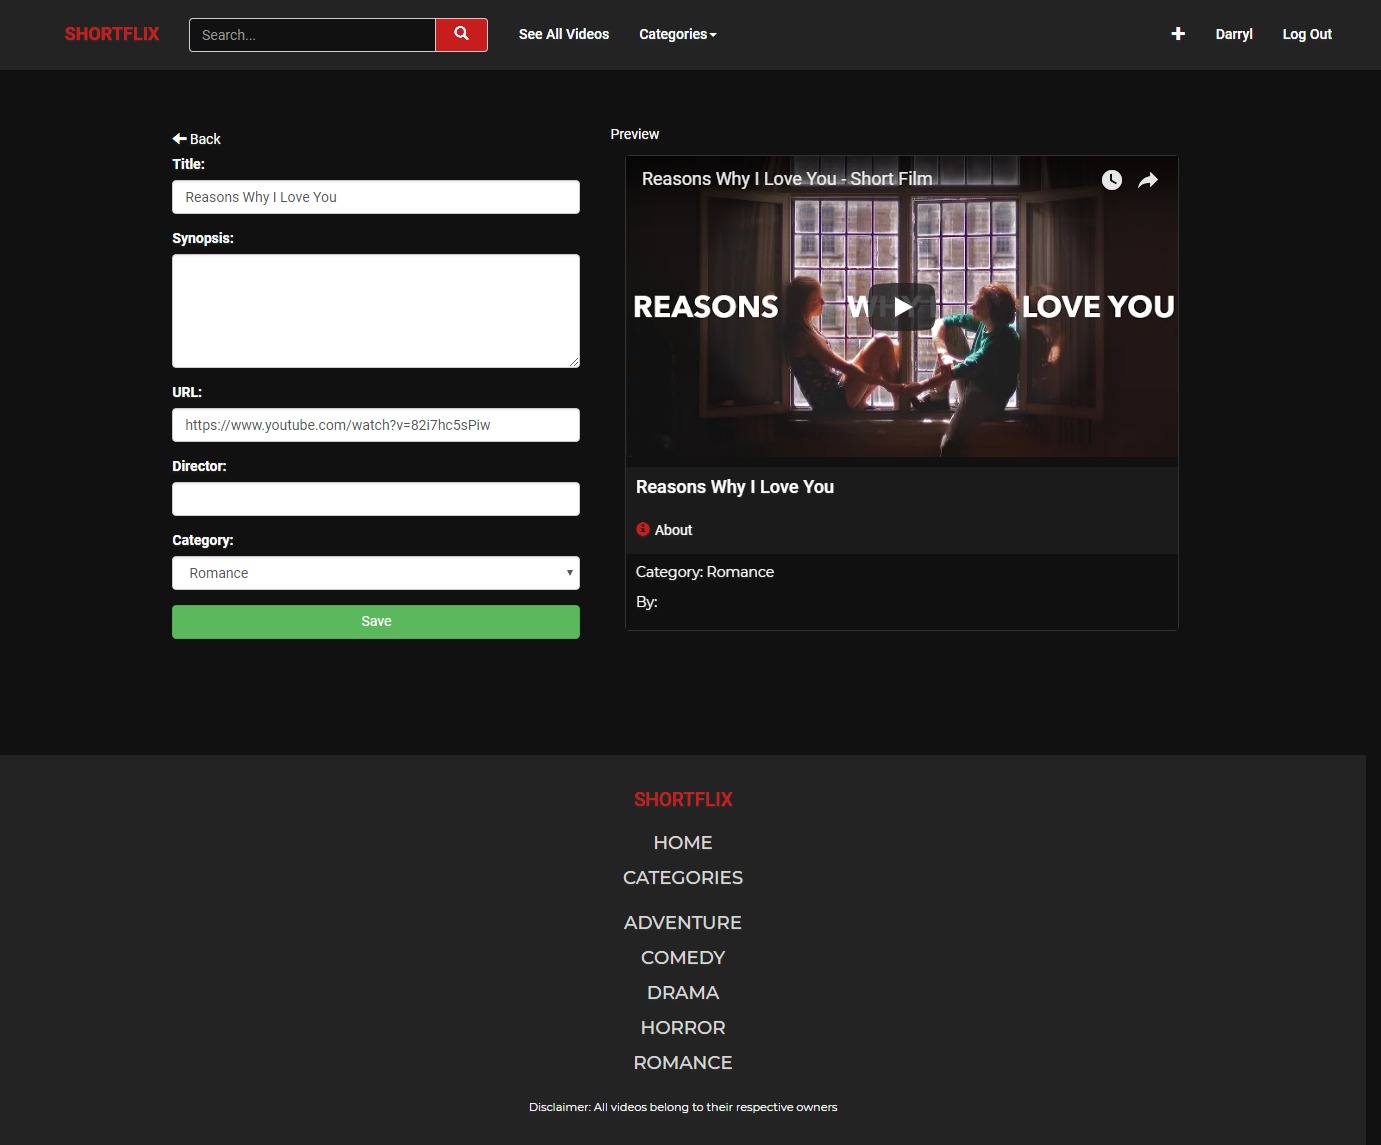 SHORTFLIX
Search...
See All Videos
Categories
Darryl
Log Out
Back
Title:
Reasons Why I Love You
Synopsis:
URL:
https://www.youtube.com/watch?v=82i7hc5sPiw
Director:
Category:
Romance
Save
Preview
Reasons Why I Love You - Short Film
REASONS WHY I LOVE YOU
Reasons Why I Love You
About
Category: Romance
By:
SHORTFLIX
HOME
CATEGORIES
ADVENTURE
COMEDY
DRAMA
HORROR
ROMANCE
Disclaimer: All videos belong to their respective owners